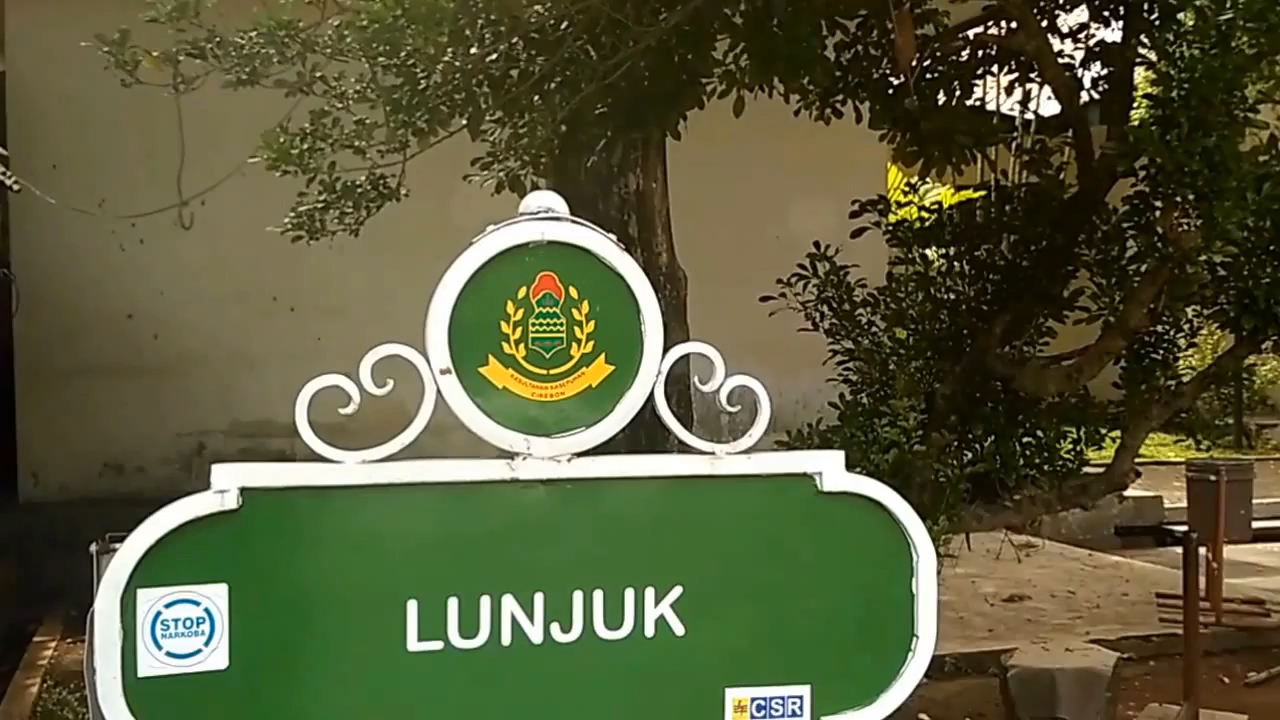 KASULTANAN KASEPUHAN
CIREBON
LUNJUK
STOP
NARKOBA
CSR